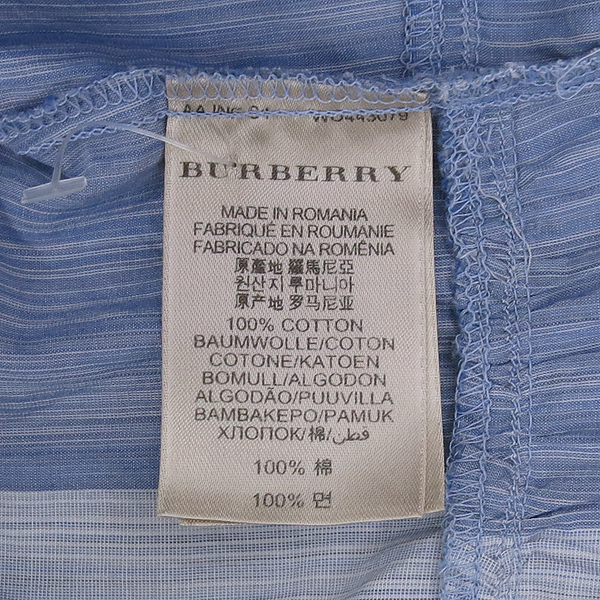 BURBERRY
MADE IN ROMANIA
FABRIQUÉ EN ROUMANIE
FABRICADO NA ROMÊNIA
原產地 羅馬尼亞
원산지 루마니아
原产地 罗马尼亚
100% COTTON
BAUMWOLLE/COTON
COTONE/KATOEN
BOMULL/ALGODON
ALGODÃO/PUUVILLA
BAMBAKEPO/PAMUK
ХЛОПОК/棉/قطن
100% 棉
100% 면